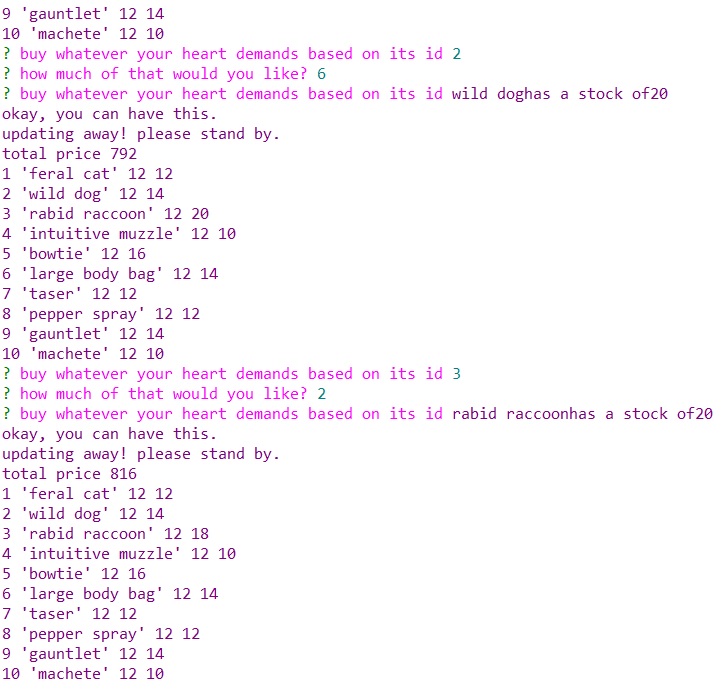 9 'gauntlet' 12 14
10 'machete' 12 10
? buy whatever your heart demands based on its id 2
? how much of that would you like? 6
? buy whatever your heart demands based on its id wild doghas a stock of20
okay, you can have this.
updating away! please stand by.
total price 792
1 'feral cat' 12 12
2 'wild dog' 12 14
3 'rabid raccoon' 12 20
4 'intuitive muzzle' 12 10
5 'bowtie' 12 16
6 'large body bag' 12 14
7 'taser' 12 12
8 'pepper spray' 12 12
9 'gauntlet' 12 14
10 'machete' 12 10
? buy whatever your heart demands based on its id 3
? how much of that would you like? 2
? buy whatever your heart demands based on its id rabid raccoonhas a stock of20
okay, you can have this.
updating away! please stand by.
total price 816
1 'feral cat' 12 12
2 'wild dog' 12 14
3 'rabid raccoon' 12 18
4 'intuitive muzzle' 12 10
5 'bowtie' 12 16
6 'large body bag' 12 14
7 'taser' 12 12
8 'pepper spray' 12 12
9 'gauntlet' 12 14
10 'machete' 12 10